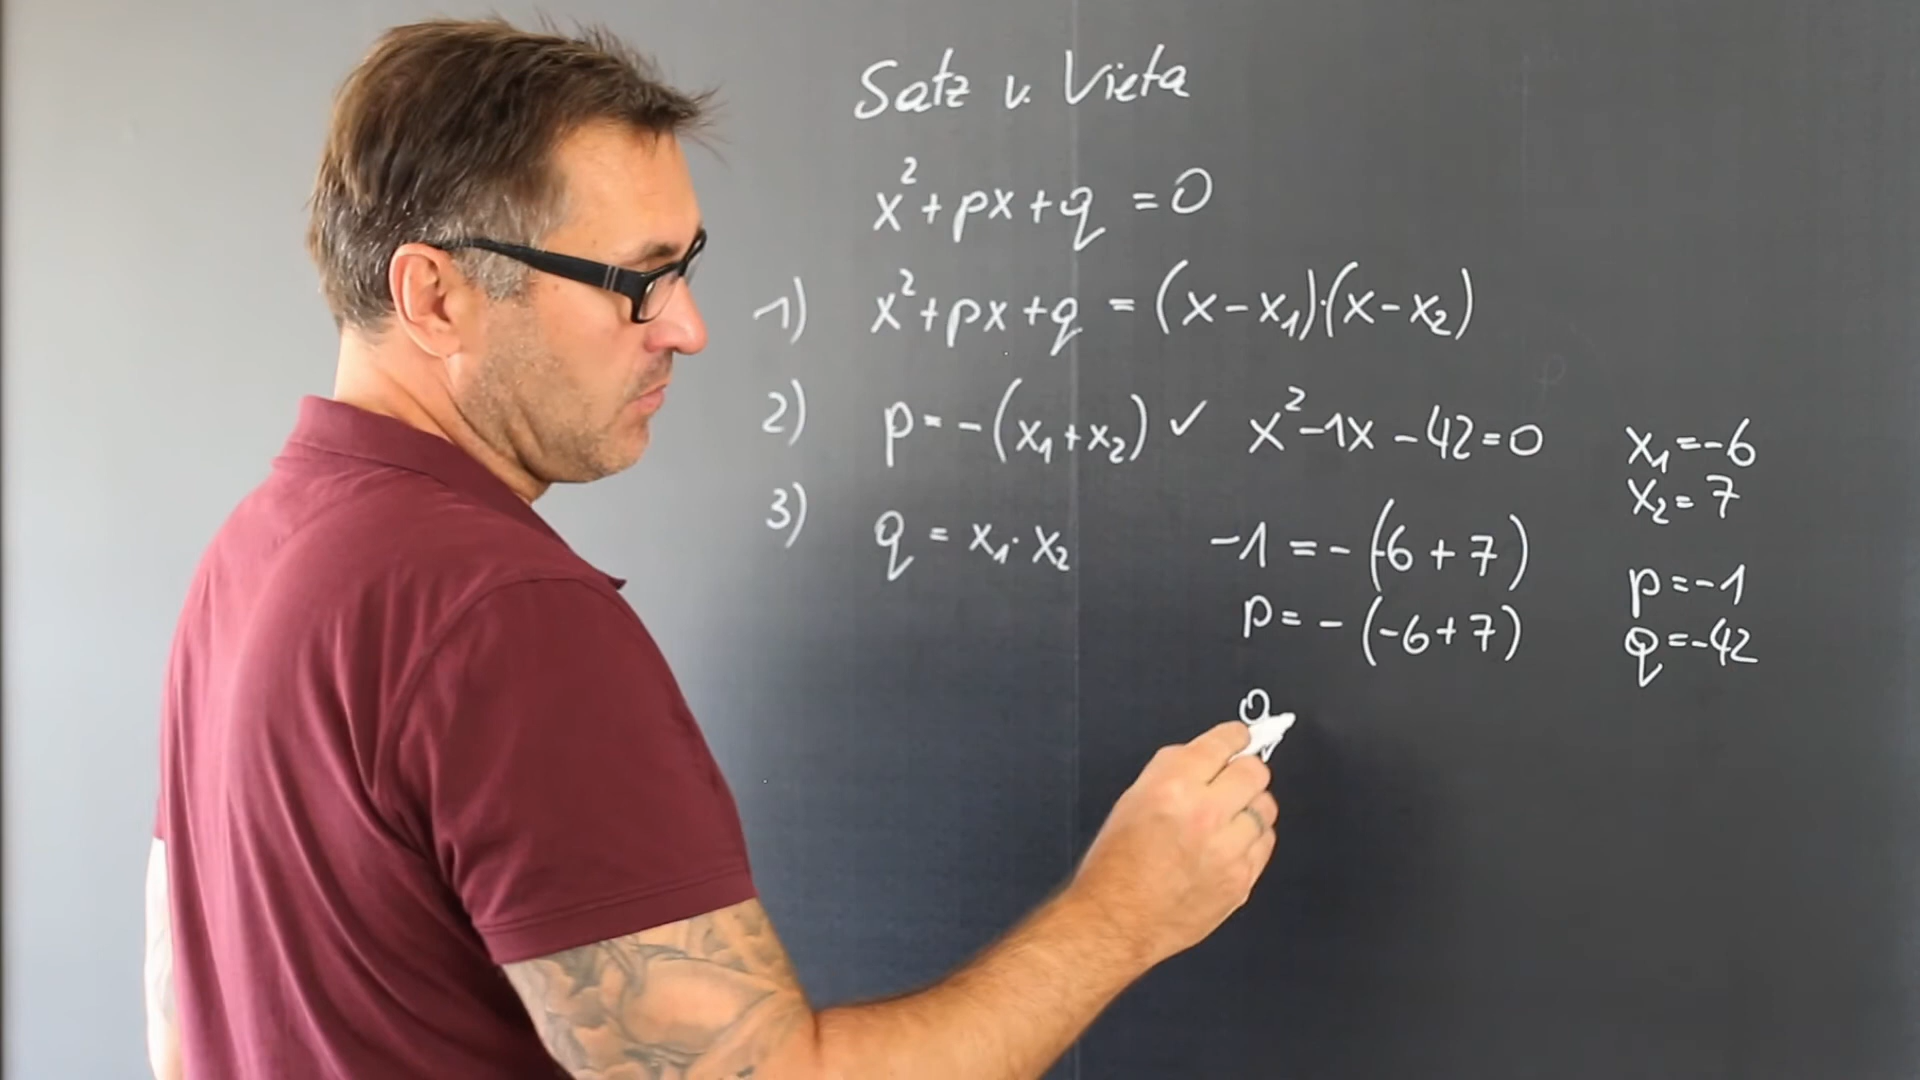 Satz v. Vieta
x²+px+q=0
1) x²+px+q = (x-x₁)·(x-x₂)
2) p=-(x₁+x₂) ✓ x²-1x-42=0
3) q = x₁·x₂
-1=-(-6+7)
p=-(-6+7)
x₁=-6
x₂=7
p=-1
q=-42